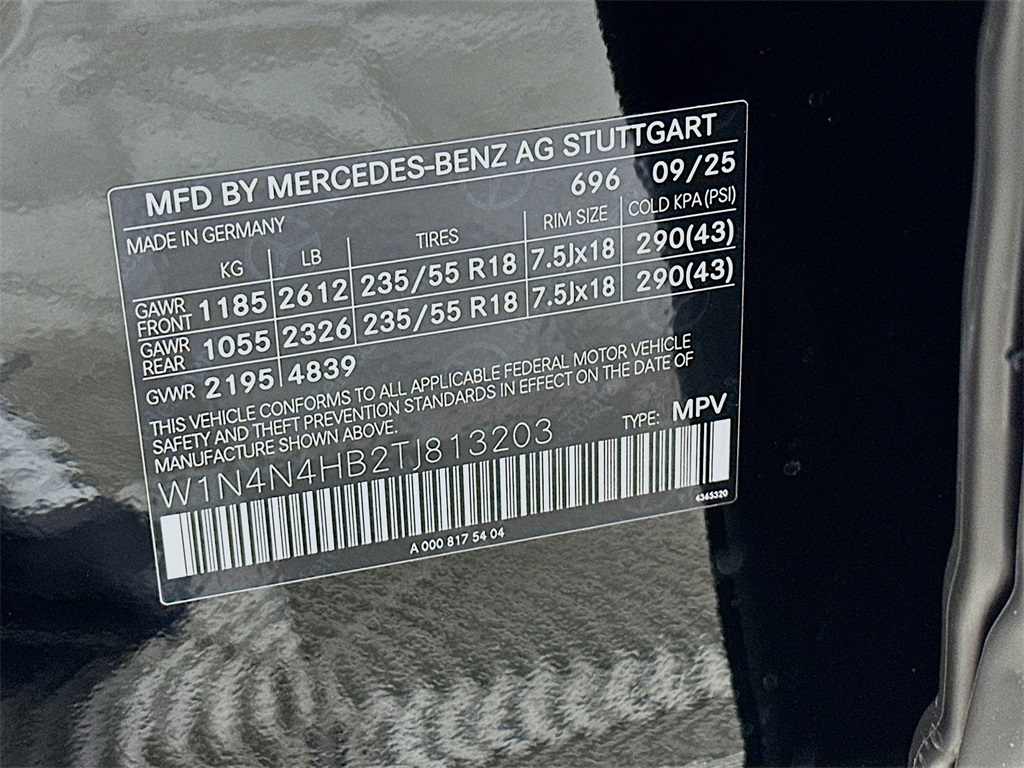 MFD BY MERCEDES-BENZ AG STUTTGART
MADE IN GERMANY 696 09/25
KG LB TIRES RIM SIZE COLD KPA (PSI)
GAWR FRONT 1185 2612 235/55 R18 7.5Jx18 290(43)
GAWR REAR 1055 2326 235/55 R18 7.5Jx18 290(43)
GVWR 2195 4839
THIS VEHICLE CONFORMS TO ALL APPLICABLE FEDERAL MOTOR VEHICLE
SAFETY AND THEFT PREVENTION STANDARDS IN EFFECT ON THE DATE OF
MANUFACTURE SHOWN ABOVE.
W1N4N4HB2TJ813203 TYPE: MPV
A 000 817 54 04 4365320